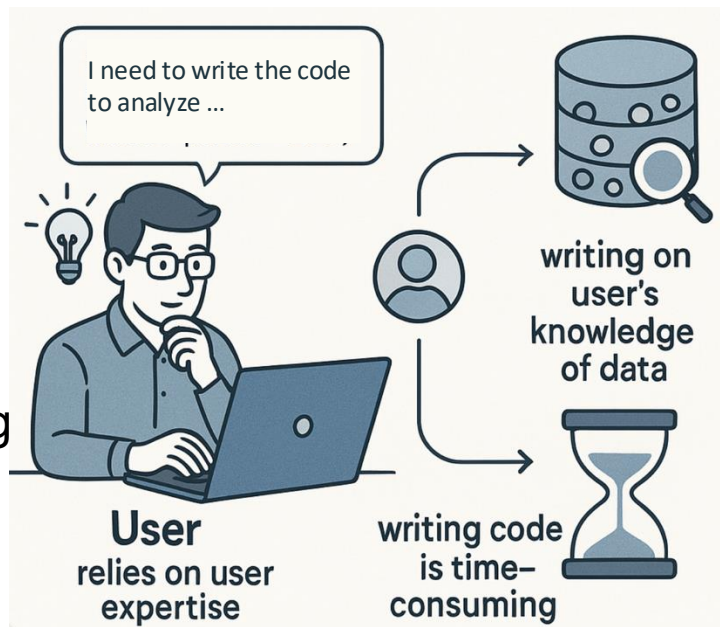 I need to write the code
to analyze ...
g
User
relies on user
expertise
writing on
user's
knowledge
of data
writing code
is time–
consuming